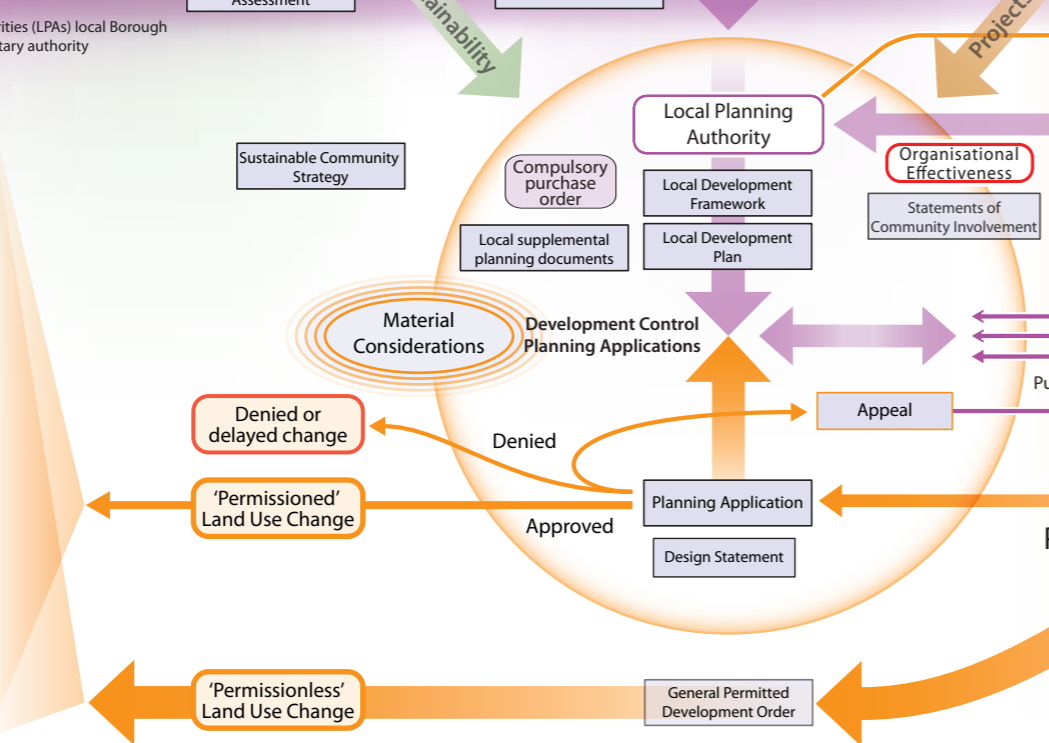 Assessment
rities (LPAs) local Borough
tary authority
ainability
Projects
Local Planning
Authority
Organisational
Effectiveness
Statements of
Community Involvement
Sustainable Community
Strategy
Compulsory
purchase
order
Local Development
Framework
Local supplemental
planning documents
Local Development
Plan
Material
Considerations
Development Control
Planning Applications
Pu
Denied or
delayed change
Denied
Appeal
'Permissioned'
Land Use Change
Approved
Planning Application
Design Statement
'Permissionless'
Land Use Change
General Permitted
Development Order